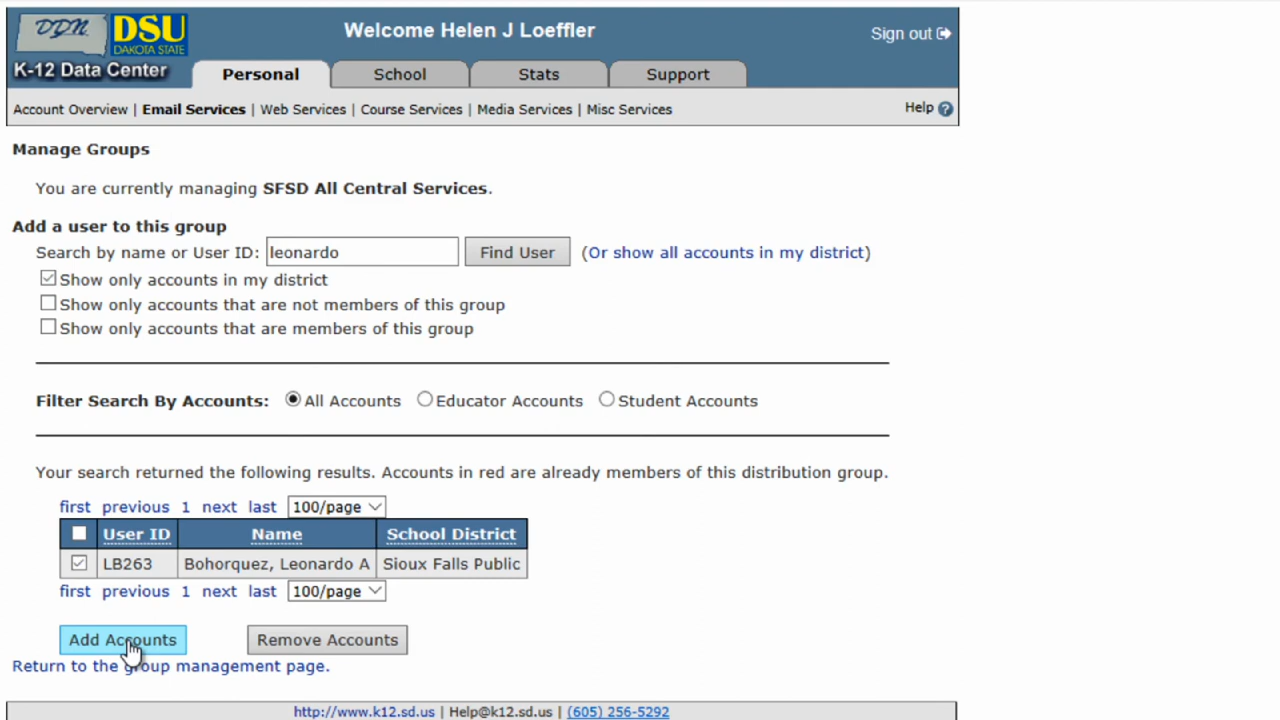 DDN DSU
DAKOTA STATE
K-12 Data Center
Welcome Helen J Loeffler
Sign out
Personal School Stats Support
Account Overview | Email Services | Web Services | Course Services | Media Services | Misc Services
Help ?
Manage Groups
You are currently managing SFSD All Central Services.
Add a user to this group
Search by name or User ID: leonardo Find User (Or show all accounts in my district)
Show only accounts in my district
Show only accounts that are not members of this group
Show only accounts that are members of this group
Filter Search By Accounts: All Accounts Educator Accounts Student Accounts
Your search returned the following results. Accounts in red are already members of this distribution group.
first previous 1 next last 100/page
User ID Name School District
LB263 Bohorquez, Leonardo A Sioux Falls Public
first previous 1 next last 100/page
Add Accounts Remove Accounts
Return to the group management page.
http://www.k12.sd.us | Help@k12.sd.us | (605) 256-5292